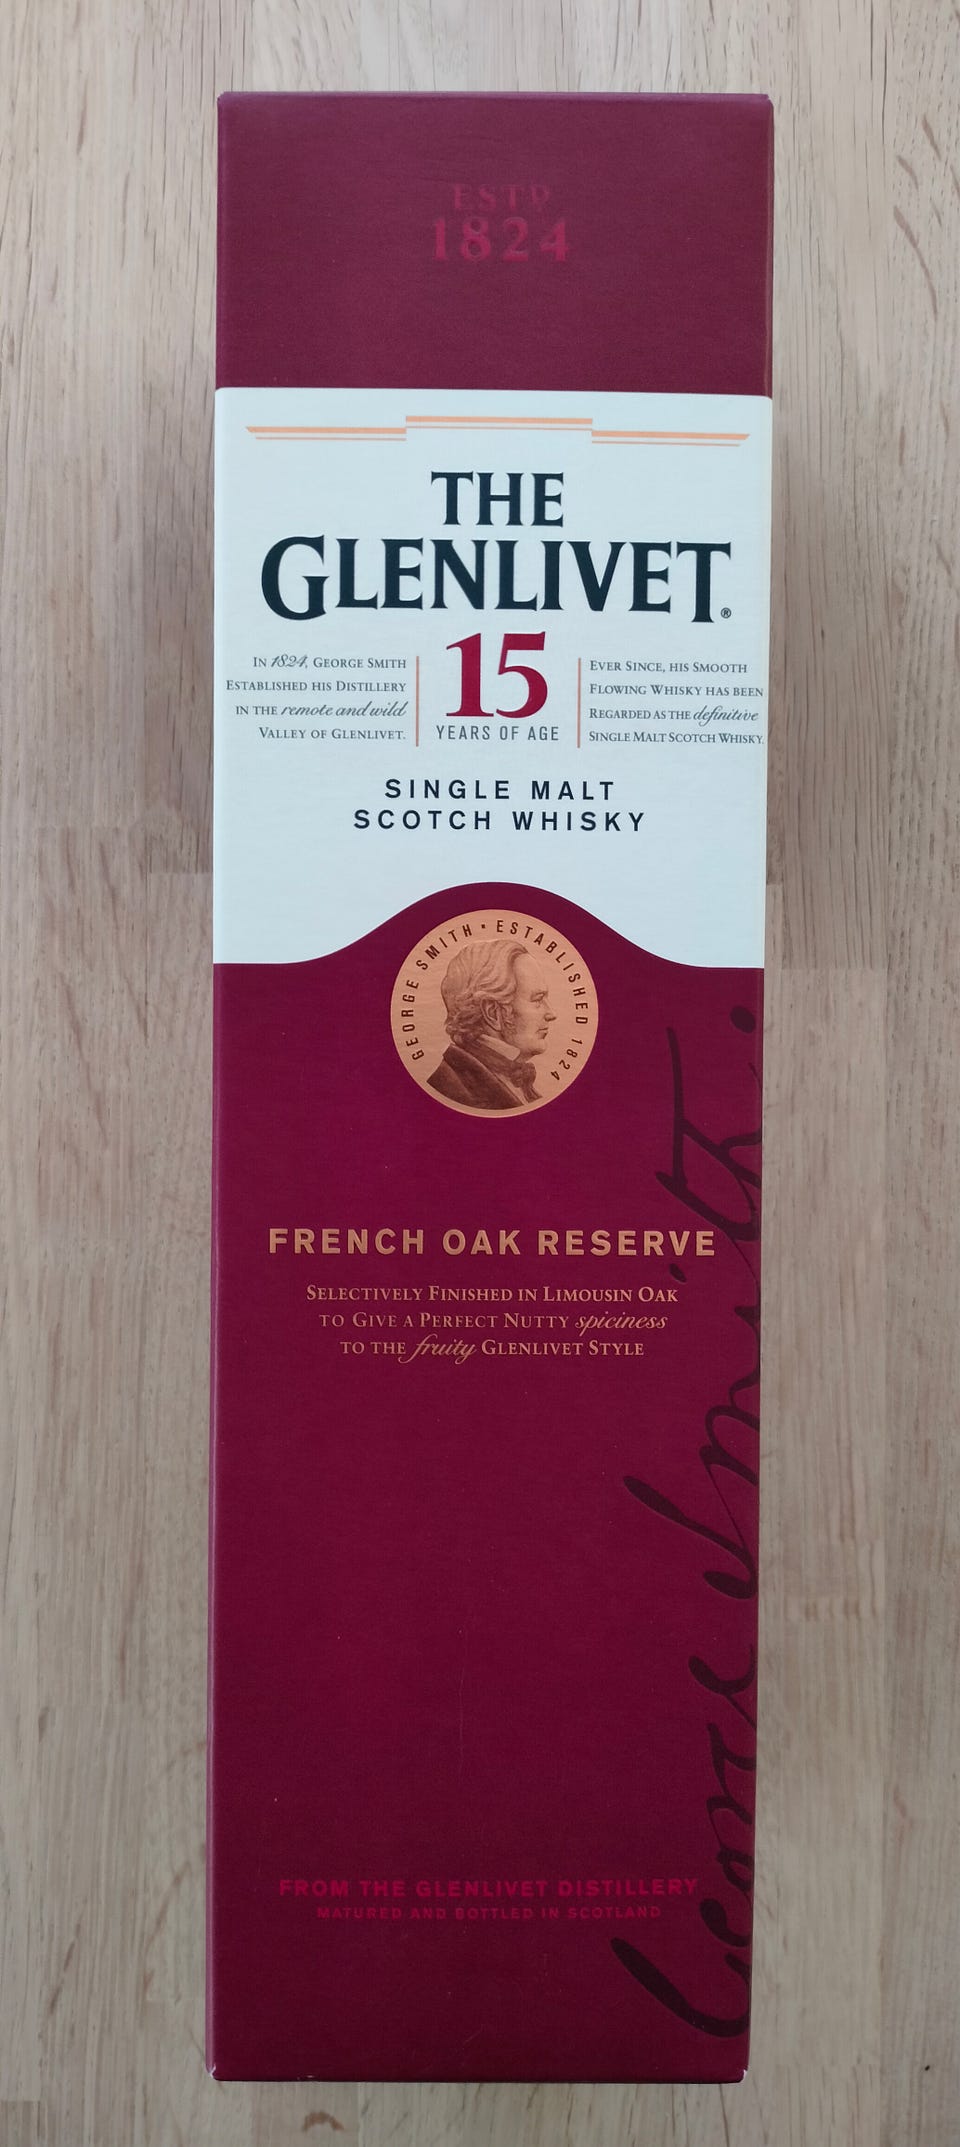 ESTD
1824
THE
GLENLIVET®
15
YEARS OF AGE
IN 1824, GEORGE SMITH
ESTABLISHED HIS DISTILLERY
IN THE remote and wild
VALLEY OF GLENLIVET.
EVER SINCE, HIS SMOOTH
FLOWING WHISKY HAS BEEN
REGARDED AS THE definitive
SINGLE MALT SCOTCH WHISKY.
SINGLE MALT
SCOTCH WHISKY
GEORGE SMITH · ESTABLISHED 1824
FRENCH OAK RESERVE
SELECTIVELY FINISHED IN LIMOUSIN OAK
TO GIVE A PERFECT NUTTY spiciness
TO THE fruity GLENLIVET STYLE
FROM THE GLENLIVET DISTILLERY
MATURED AND BOTTLED IN SCOTLAND
George Smith.